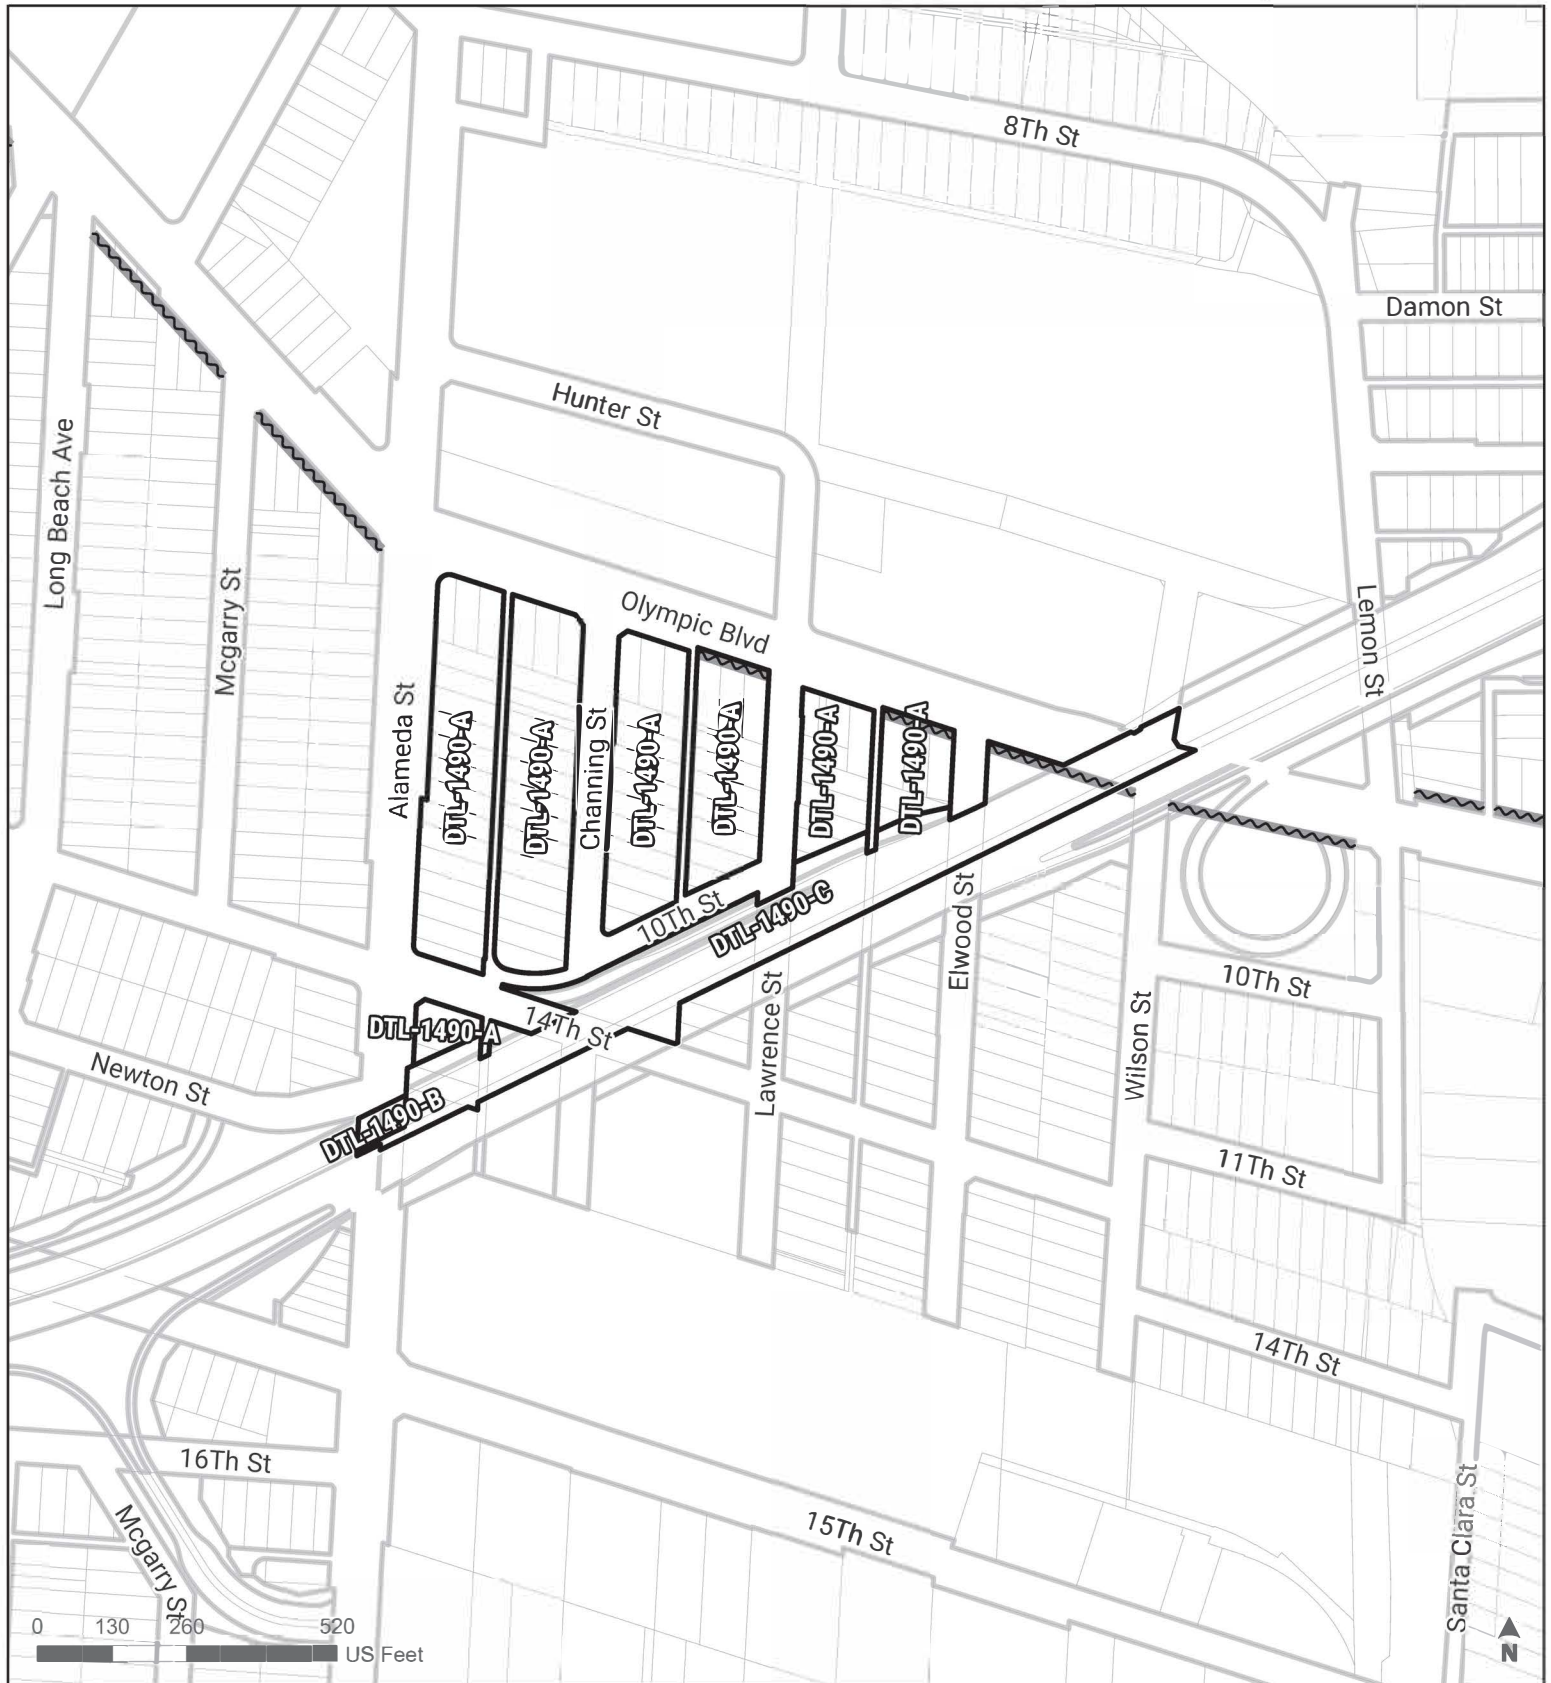 8Th St
Damon St
Hunter St
Long Beach Ave
Mcgarry St
Olympic Blvd
Lemon St
Alameda St
DTL-1490-A
DTL-1490-A
Channing St
DTL-1490-A
DTL-1490-A
DTL-1490-A
DTL-1490-A
10Th St
DTL-1490-C
Elwood St
10Th St
Lawrence St
Wilson St
DTL-1490-A
14Th St
Newton St
DTL-1490-B
11Th St
14Th St
16Th St
Mcgarry St
15Th St
Santa Clara St
0 130 260 520
US Feet
N